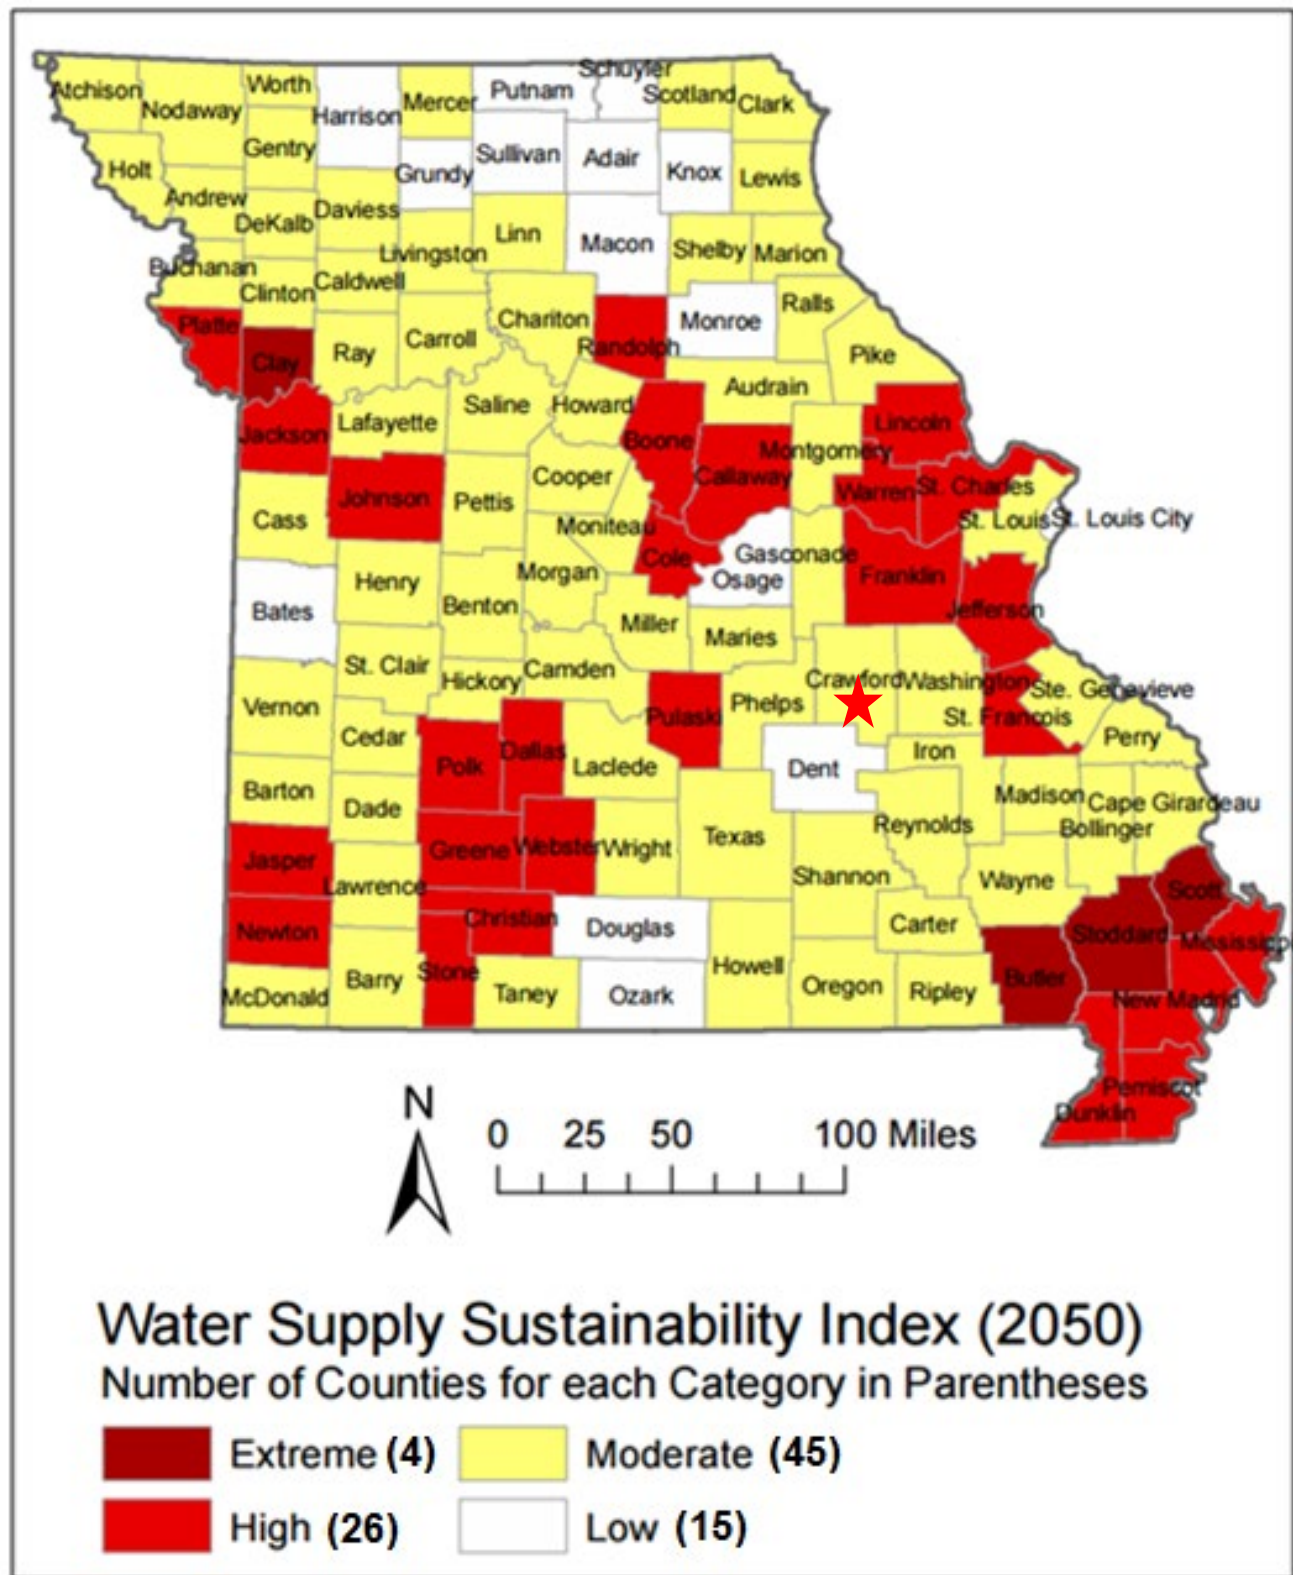 Schuyler
Atchison
Nodaway
Worth
Harrison
Mercer
Putnam
Scotland
Clark
Gentry
Holt
Grundy
Sullivan
Adair
Knox
Lewis
Andrew
DeKalb
Daviess
Livingston
Linn
Macon
Shelby
Marion
Buchanan
Clinton
Caldwell
Ralls
Platte
Clay
Ray
Carroll
Chariton
Randolph
Monroe
Pike
Audrain
Jackson
Lafayette
Saline
Howard
Boone
Callaway
Montgomery
Lincoln
Johnson
Pettis
Cooper
Warren
St. Charles
Cass
Moniteau
St. Louis
St. Louis City
Cole
Gasconade
Osage
Franklin
Henry
Benton
Morgan
Bates
Miller
Maries
Jefferson
St. Clair
Hickory
Camden
Crawford
Washington
Ste. Genevieve
Vernon
Cedar
Pulaski
Phelps
St. Francois
Perry
Polk
Dallas
Laclede
Dent
Iron
Barton
Dade
Madison
Cape Girardeau
Bollinger
Jasper
Greene
Webster
Wright
Texas
Reynolds
Lawrence
Shannon
Wayne
Scott
Newton
Christian
Douglas
Carter
Stoddard
Mississippi
McDonald
Barry
Stone
Taney
Ozark
Howell
Oregon
Ripley
Butler
New Madrid
Pemiscot
Dunklin
N
0 25 50 100 Miles
Water Supply Sustainability Index (2050)
Number of Counties for each Category in Parentheses
Extreme (4) Moderate (45)
High (26) Low (15)